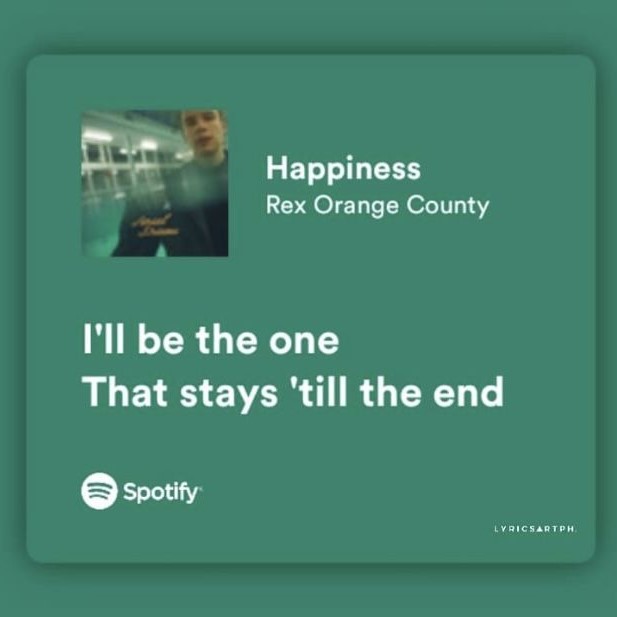 Happiness
Rex Orange County
I'll be the one
That stays 'till the end
Spotify
LYRICSARTPH.